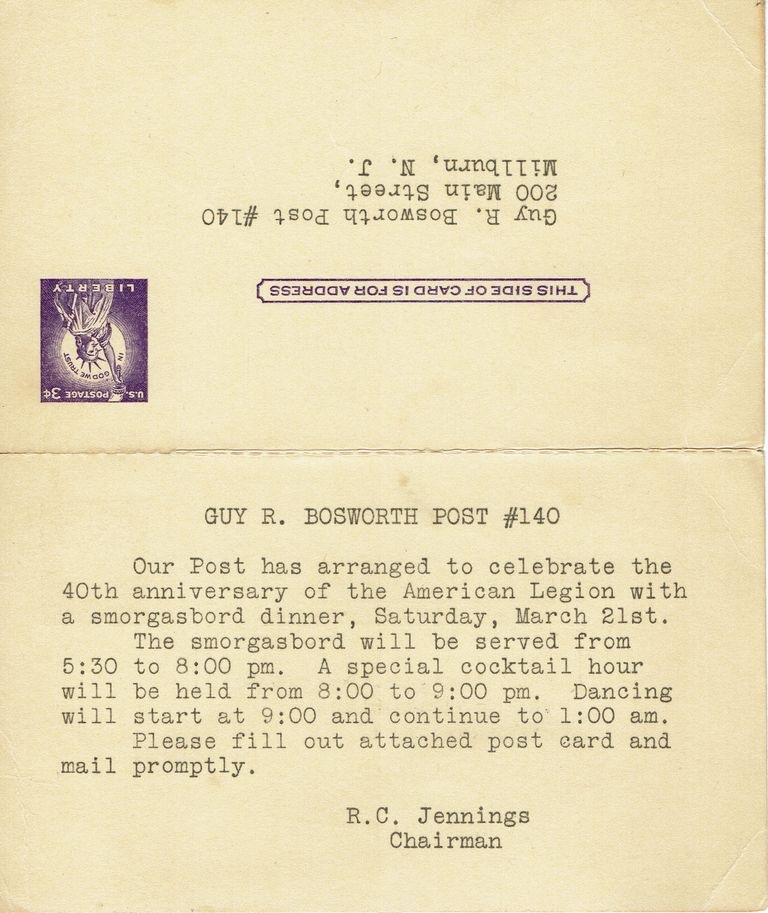 Guy R. Bosworth Post #140
200 Main Street,
Millburn, N. J.
THIS SIDE OF CARD IS FOR ADDRESS
U.S. POSTAGE 3¢
IN GOD WE TRUST
LIBERTY
GUY R. BOSWORTH POST #140
Our Post has arranged to celebrate the
40th anniversary of the American Legion with
a smorgasbord dinner, Saturday, March 21st.
The smorgasbord will be served from
5:30 to 8:00 pm. A special cocktail hour
will be held from 8:00 to 9:00 pm. Dancing
will start at 9:00 and continue to 1:00 am.
Please fill out attached post card and
mail promptly.
R.C. Jennings
Chairman